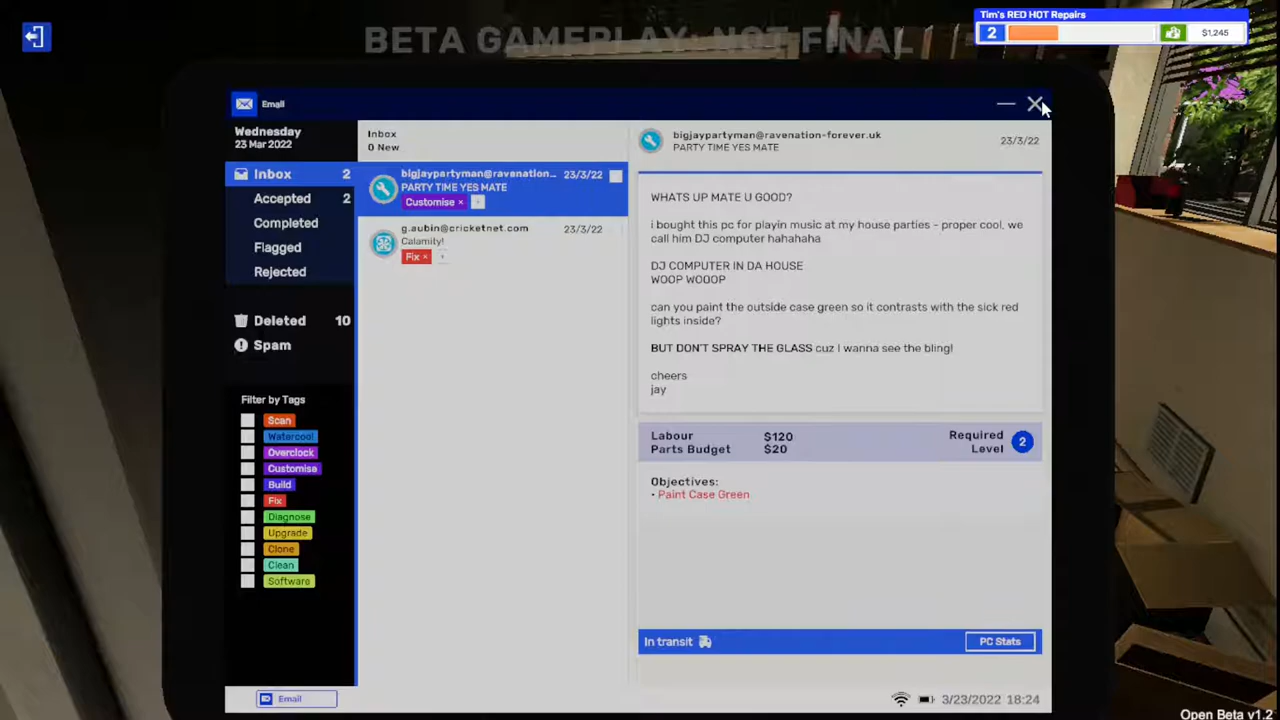 BETA GAMEPLAY: NOT FINAL
Tim's RED HOT Repairs
2
$1,245
Email
Wednesday
23 Mar 2022
Inbox 2
Accepted 2
Completed
Flagged
Rejected
Deleted 10
Spam
Filter by Tags
Scan
Watercool
Overclock
Customise
Build
Fix
Diagnose
Upgrade
Clone
Clean
Software
Inbox
0 New
bigjaypartyman@ravenation... 23/3/22
PARTY TIME YES MATE
Customise × +
g.aubin@cricketnet.com 23/3/22
Calamity!
Fix × +
bigjaypartyman@ravenation-forever.uk
PARTY TIME YES MATE
23/3/22
WHATS UP MATE U GOOD?
i bought this pc for playin music at my house parties - proper cool, we
call him DJ computer hahahaha
DJ COMPUTER IN DA HOUSE
WOOP WOOOP
can you paint the outside case green so it contrasts with the sick red
lights inside?
BUT DON'T SPRAY THE GLASS cuz I wanna see the bling!
cheers
jay
Labour $120
Parts Budget $20
Required
Level 2
Objectives:
• Paint Case Green
In transit
PC Stats
Email
3/23/2022 18:24
Open Beta v1.2